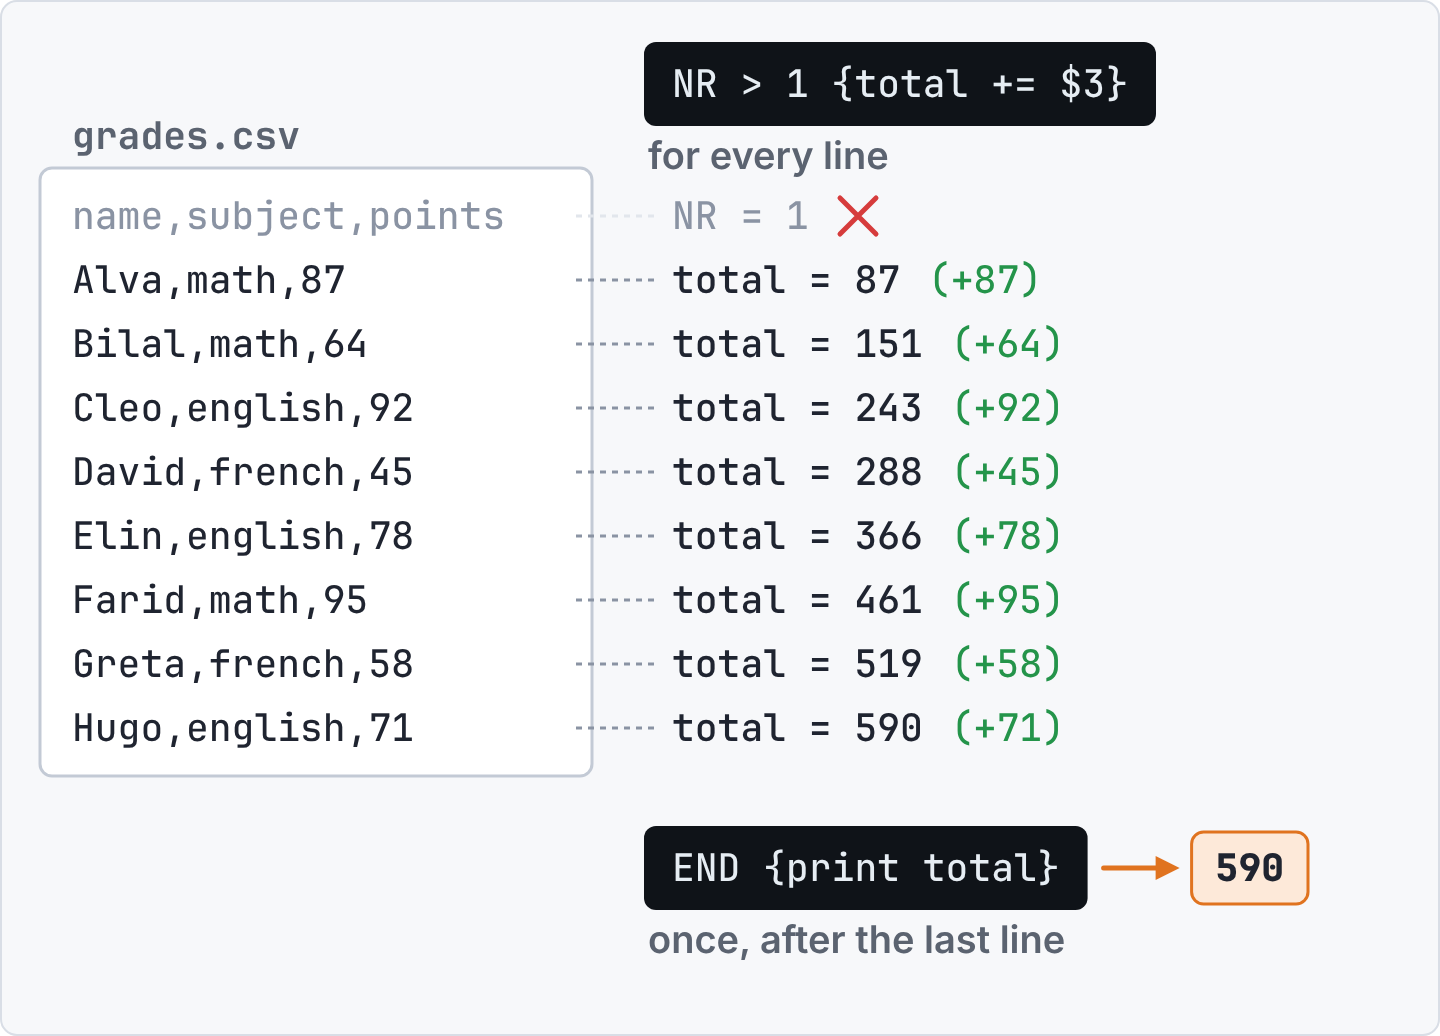 NR > 1 {total += $3}
for every line
grades.csv
name,subject,points
NR = 1
Alva,math,87
total = 87 (+87)
Bilal,math,64
total = 151 (+64)
Cleo,english,92
total = 243 (+92)
David,french,45
total = 288 (+45)
Elin,english,78
total = 366 (+78)
Farid,math,95
total = 461 (+95)
Greta,french,58
total = 519 (+58)
Hugo,english,71
total = 590 (+71)
END {print total}
590
once, after the last line